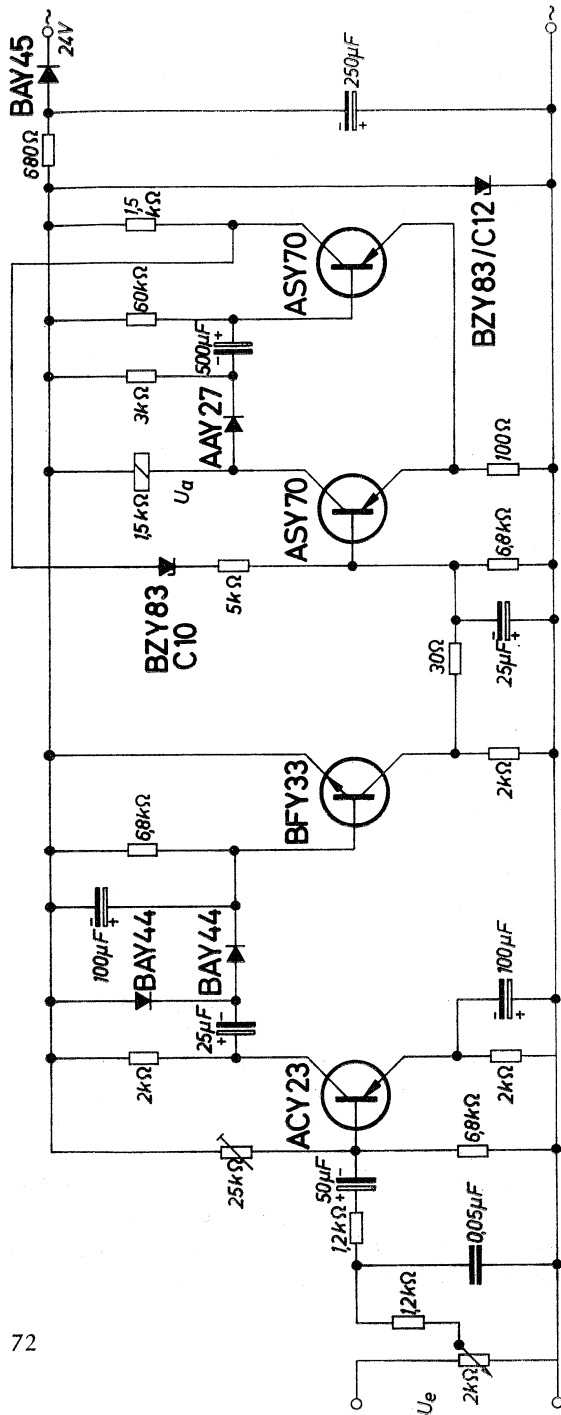 72
Uₑ
2kΩ
1,2kΩ
0,05µF
1,2kΩ
50µF
+ -
25kΩ
6,8kΩ
ACY23
2kΩ
25µF
+ -
2kΩ
100µF
-
+
BAY44
BAY44
100µF
-
+
6,8kΩ
BFY33
2kΩ
30Ω
25µF
-
+
6,8kΩ
BZY83
C10
5kΩ
ASY70
1,5kΩ
Uₐ
AAY27
3kΩ
500µF
- +
60kΩ
100Ω
ASY70
1,5
kΩ
BZY83/C12
680Ω
250µF
-
+
BAY45
24V
~
~